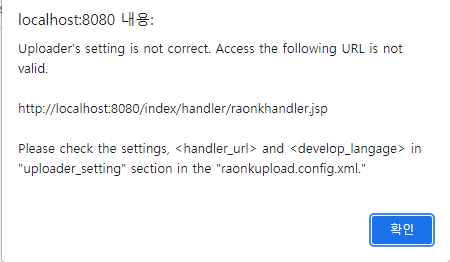 localhost:8080 내용:
Uploader's setting is not correct. Access the following URL is not
valid.
http://localhost:8080/index/handler/raonkhandler.jsp
Please check the settings, <handler_url> and <develop_langage> in
"uploader_setting" section in the "raonkupload.config.xml."
확인